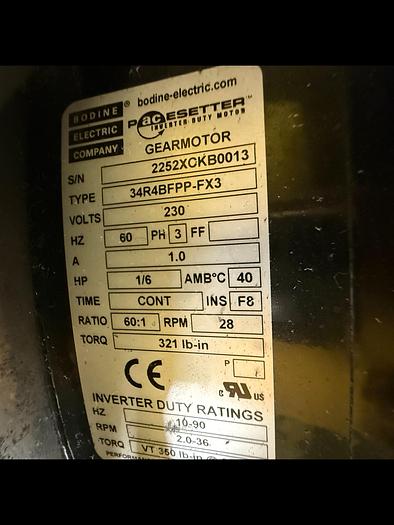 BODINE ® bodine-electric.com
ELECTRIC PACESETTER™
COMPANY INVERTER DUTY MOTOR
GEARMOTOR
S/N 2252XCKB0013
TYPE 34R4BFPP-FX3
VOLTS 230
HZ 60 PH 3 FF
A 1.0
HP 1/6 AMB°C 40
TIME CONT INS F8
RATIO 60:1 RPM 28
TORQ 321 lb-in
P
CE c RU US
INVERTER DUTY RATINGS
HZ 10-90
RPM 2.0-36
TORQ VT 350 lb-in @